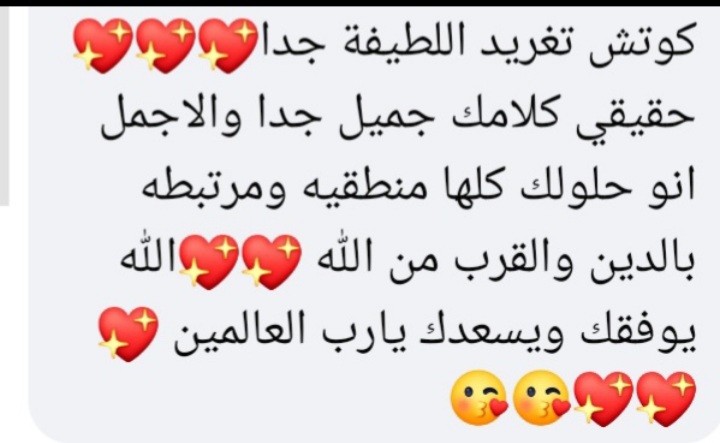 كوتش تغريد اللطيفة جدا💖💖💖
حقيقي كلامك جميل جدا والاجمل
انو حلولك كلها منطقيه ومرتبطه
بالدين والقرب من الله 💖💖الله
يوفقك ويسعدك يارب العالمين 💖
💖💖😘😘